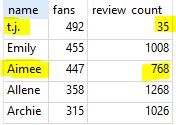 name fans review count
t.j. 492 35
Emily 455 1008
Aimee 447 768
Allene 358 1268
Archie 315 1026